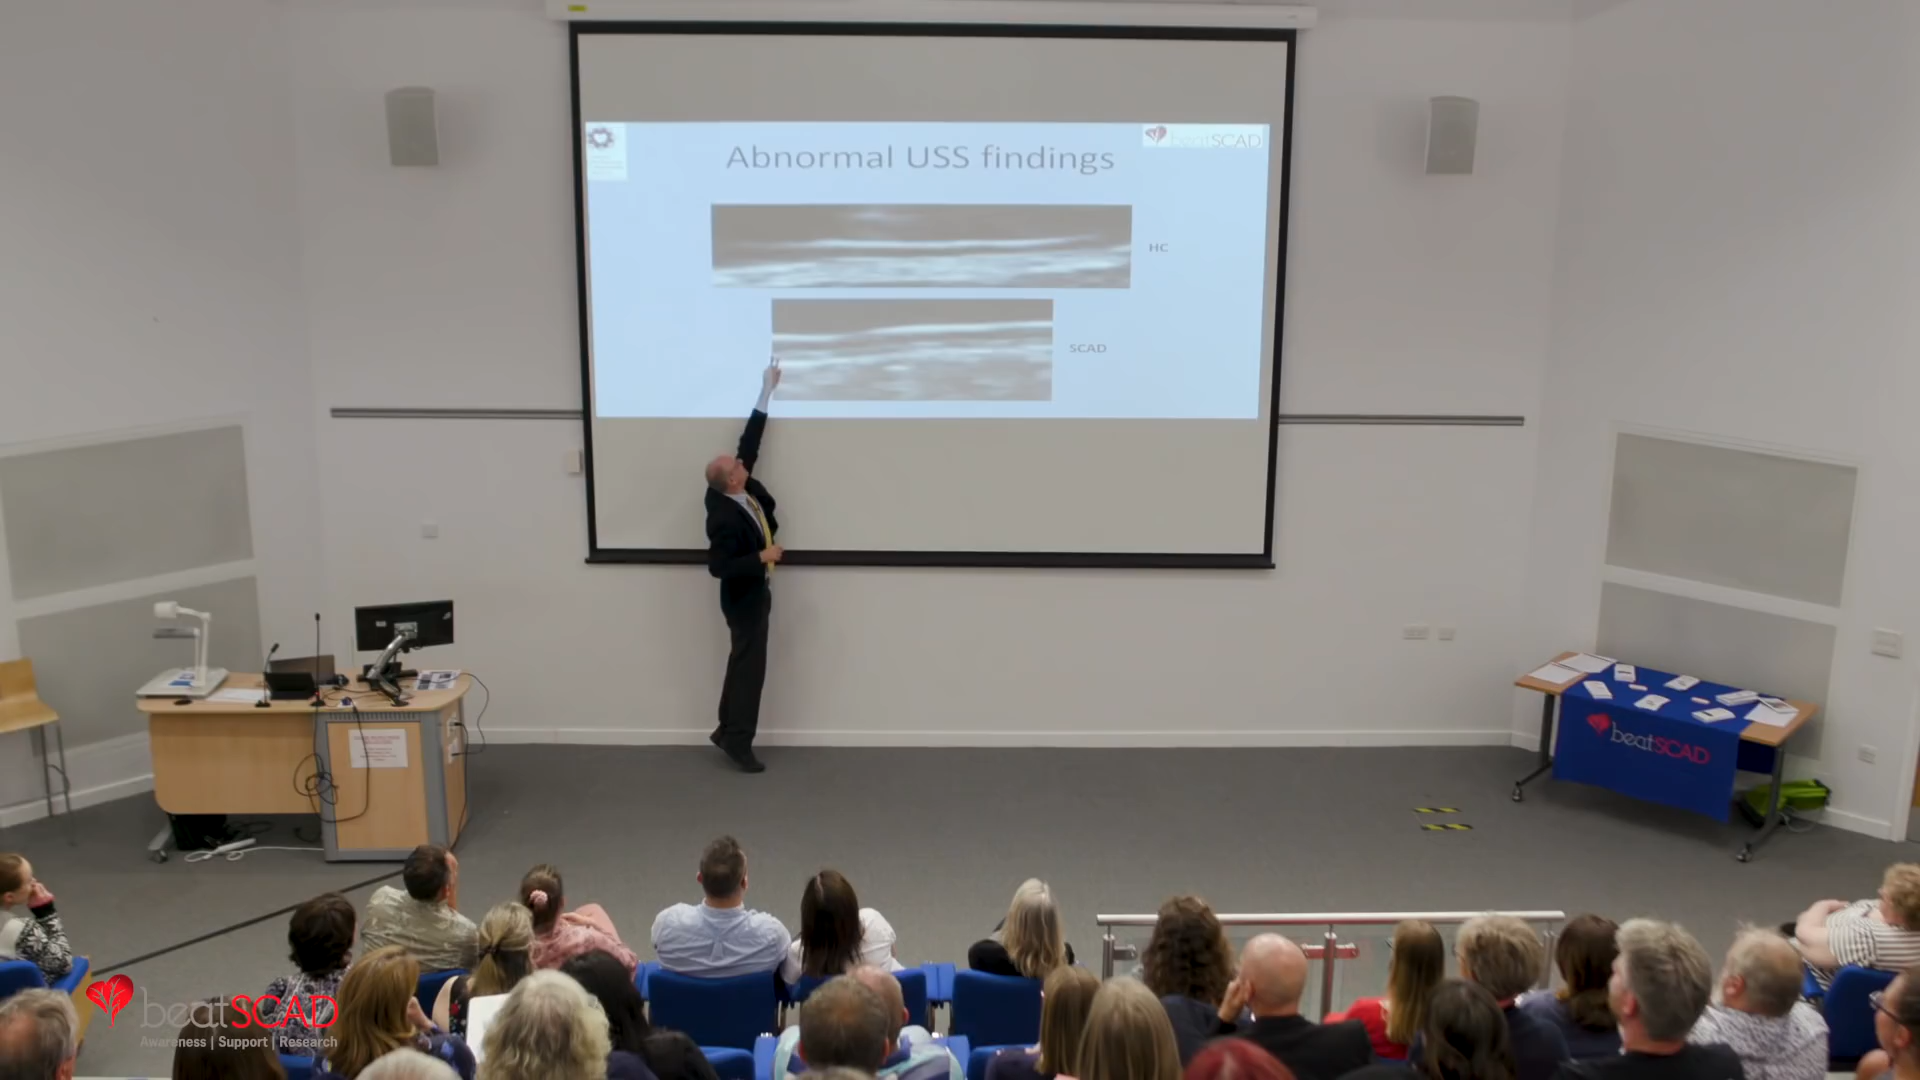 beatSCAD
Abnormal USS findings
HC
SCAD
beatSCAD
beatSCAD
Awareness | Support | Research